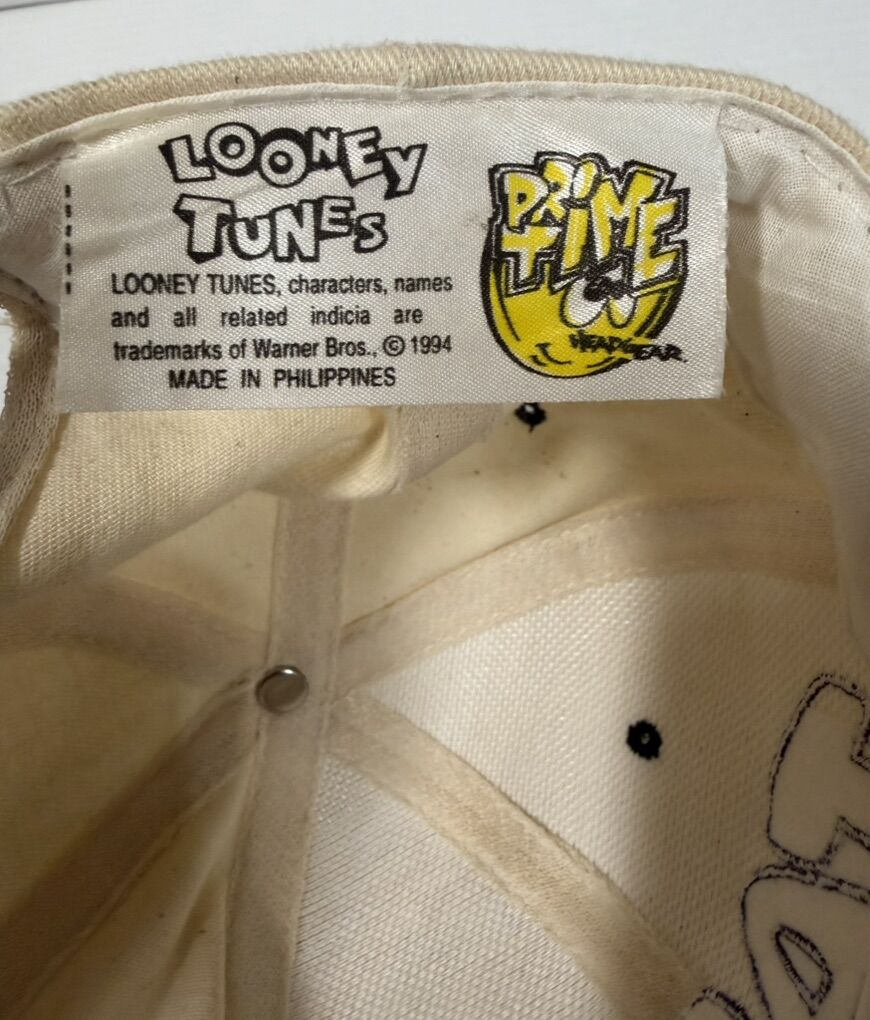 LOONEY
TUNES
LOONEY TUNES, characters, names
and all related indicia are
trademarks of Warner Bros., © 1994
MADE IN PHILIPPINES
PRIME
TIME
HEADGEAR